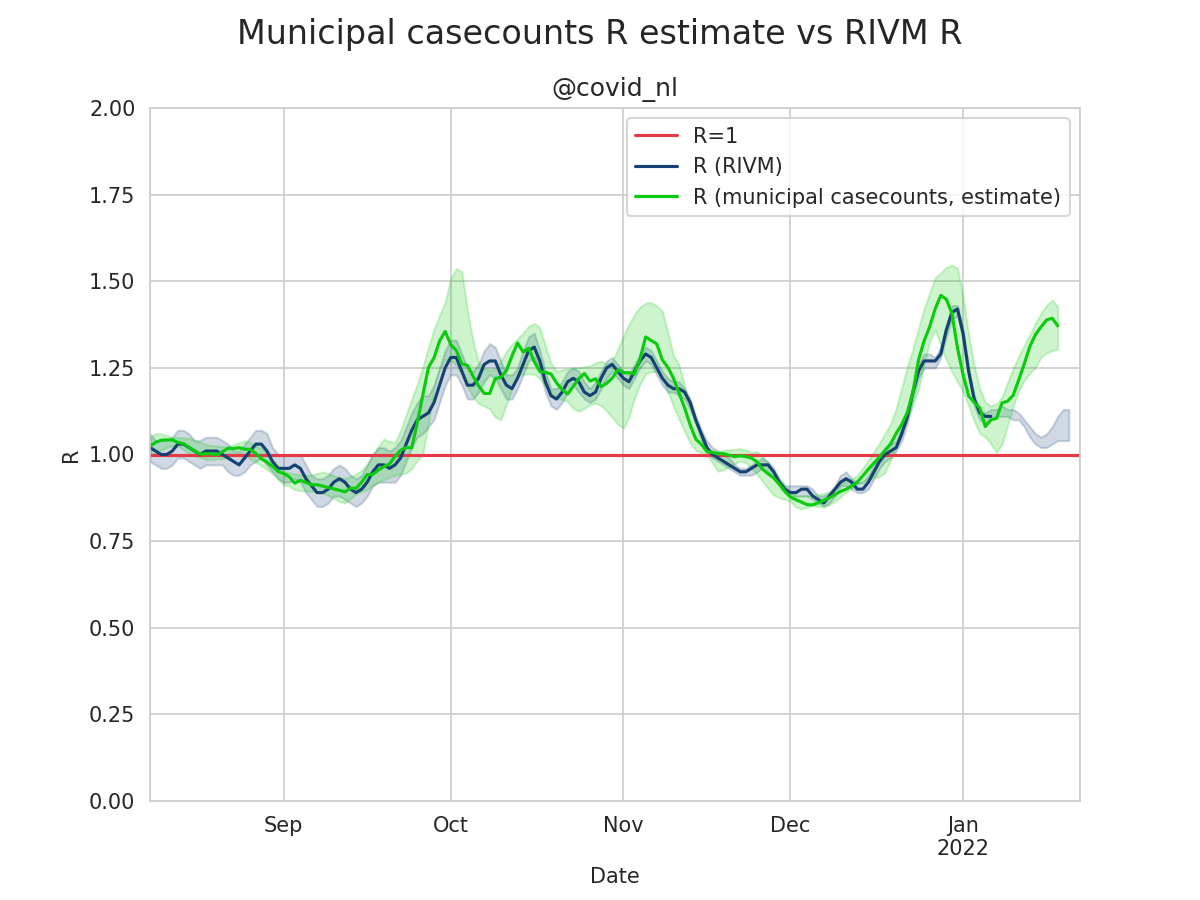 Municipal casecounts R estimate vs RIVM R
@covid_nl
R=1
R (RIVM)
R (municipal casecounts, estimate)
2.00
1.75
1.50
1.25
1.00
0.75
0.50
0.25
0.00
R
Sep
Oct
Nov
Dec
Jan
2022
Date